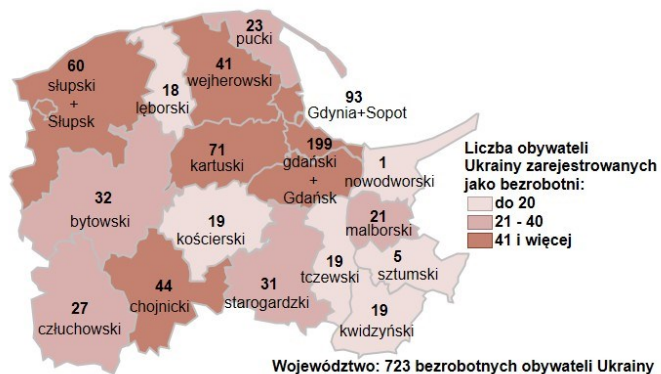 23
pucki
60
słupski
+
Słupsk
18
lęborski
41
wejherowski
93
Gdynia+Sopot
71
kartuski
199
gdański
+
Gdańsk
1
nowodworski
32
bytowski
19
kościerski
21
malborski
5
sztumski
19
tczewski
44
chojnicki
31
starogardzki
27
człuchowski
19
kwidzyński
Liczba obywateli
Ukrainy zarejestrowanych
jako bezrobotni:
do 20
21 - 40
41 i więcej
Województwo: 723 bezrobotnych obywateli Ukrainy